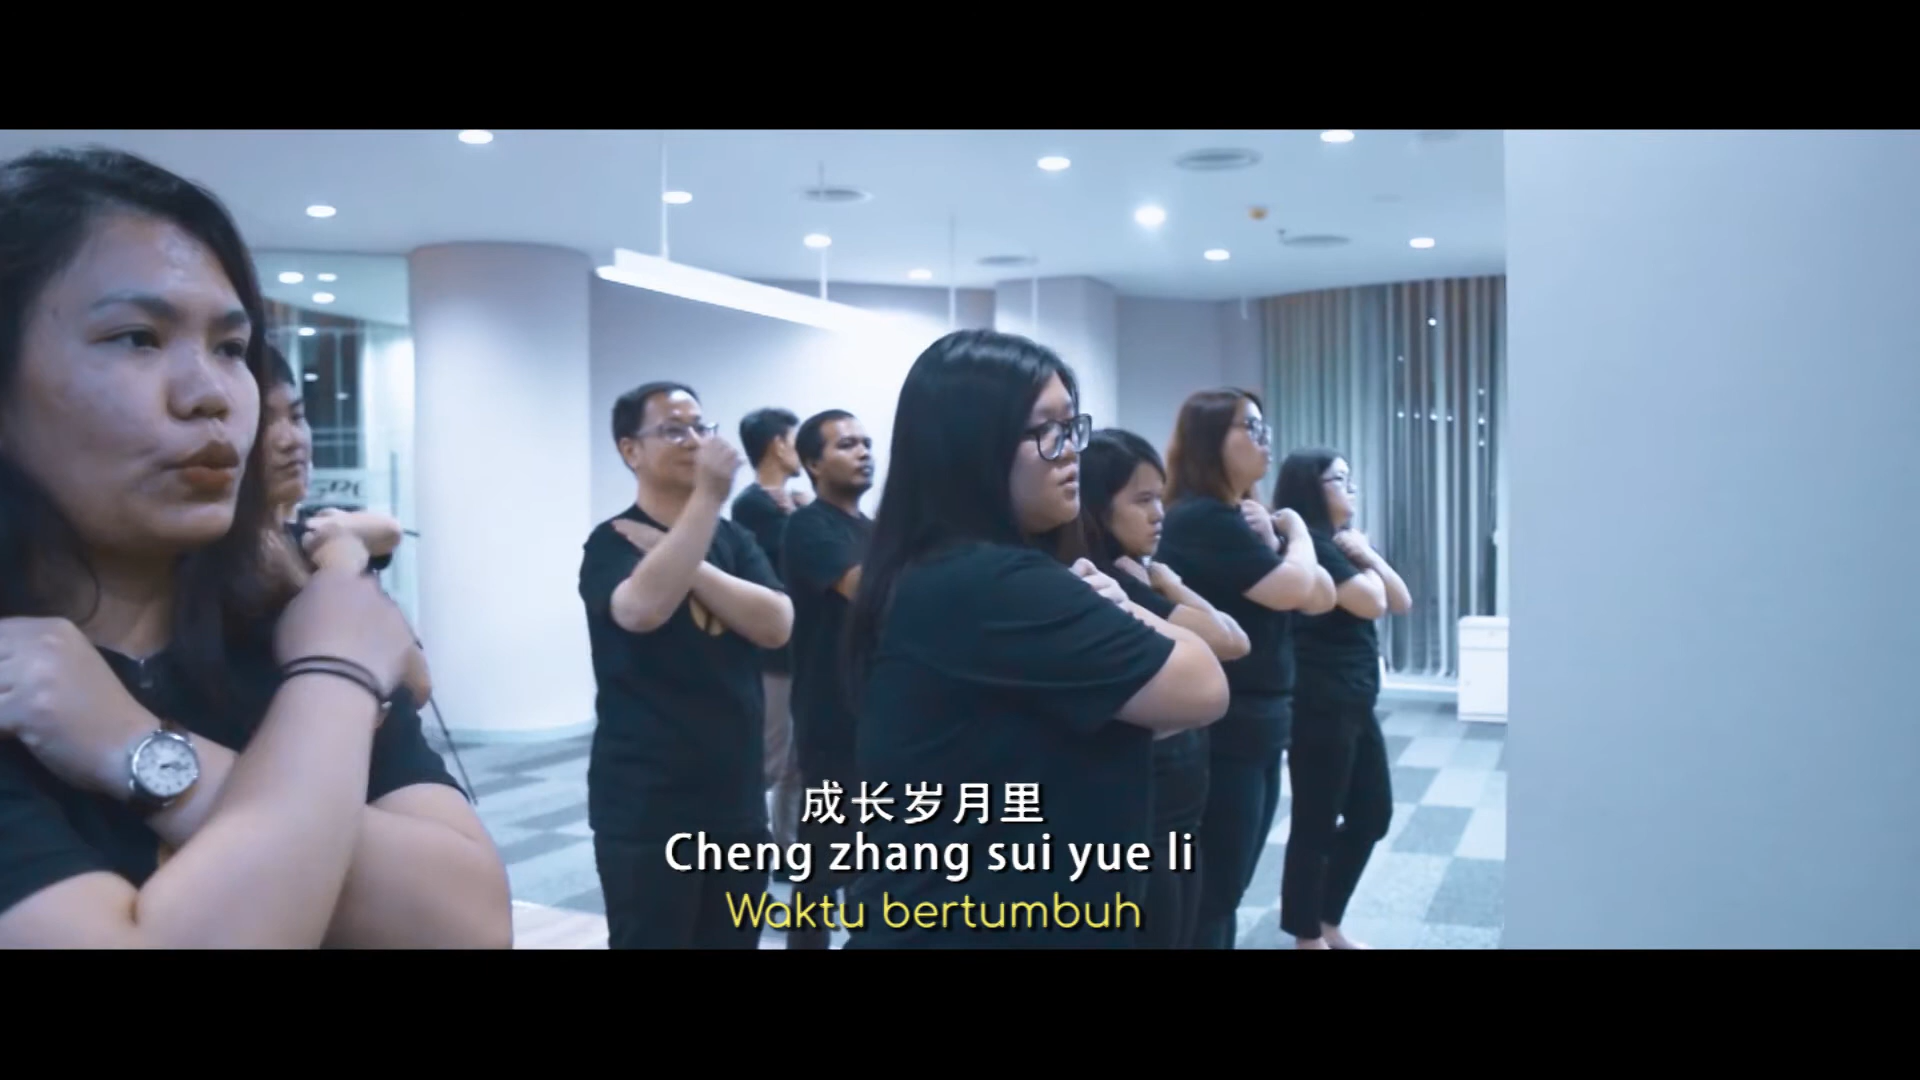 成长岁月里
Cheng zhang sui yue li
Waktu bertumbuh